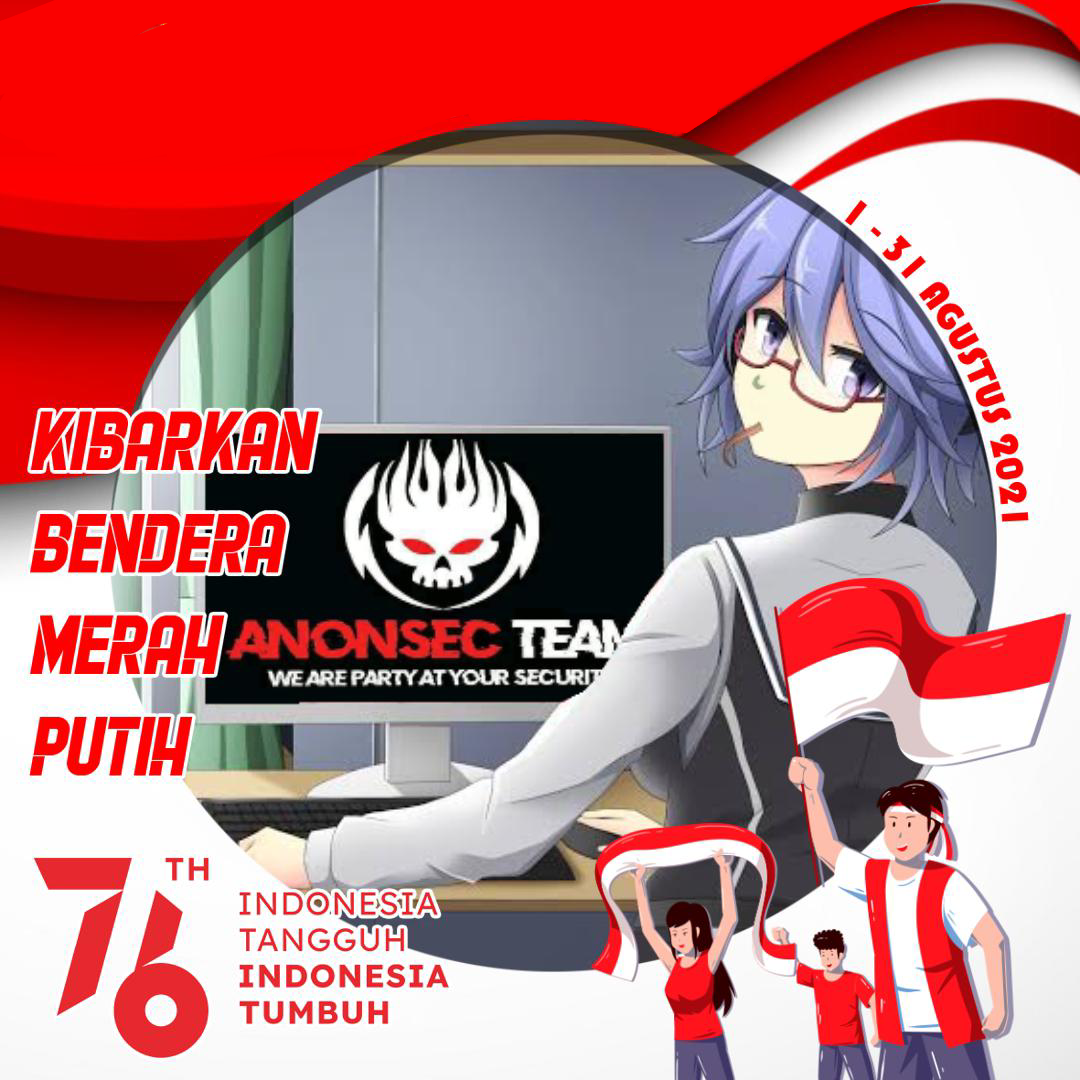 1 - 31 AGUSTUS 2021
KIBARKAN
BENDERA
MERAH
PUTIH
ANONSEC TEAM
WE ARE PARTY AT YOUR SECURIT
76 TH
INDONESIA
TANGGUH
INDONESIA
TUMBUH